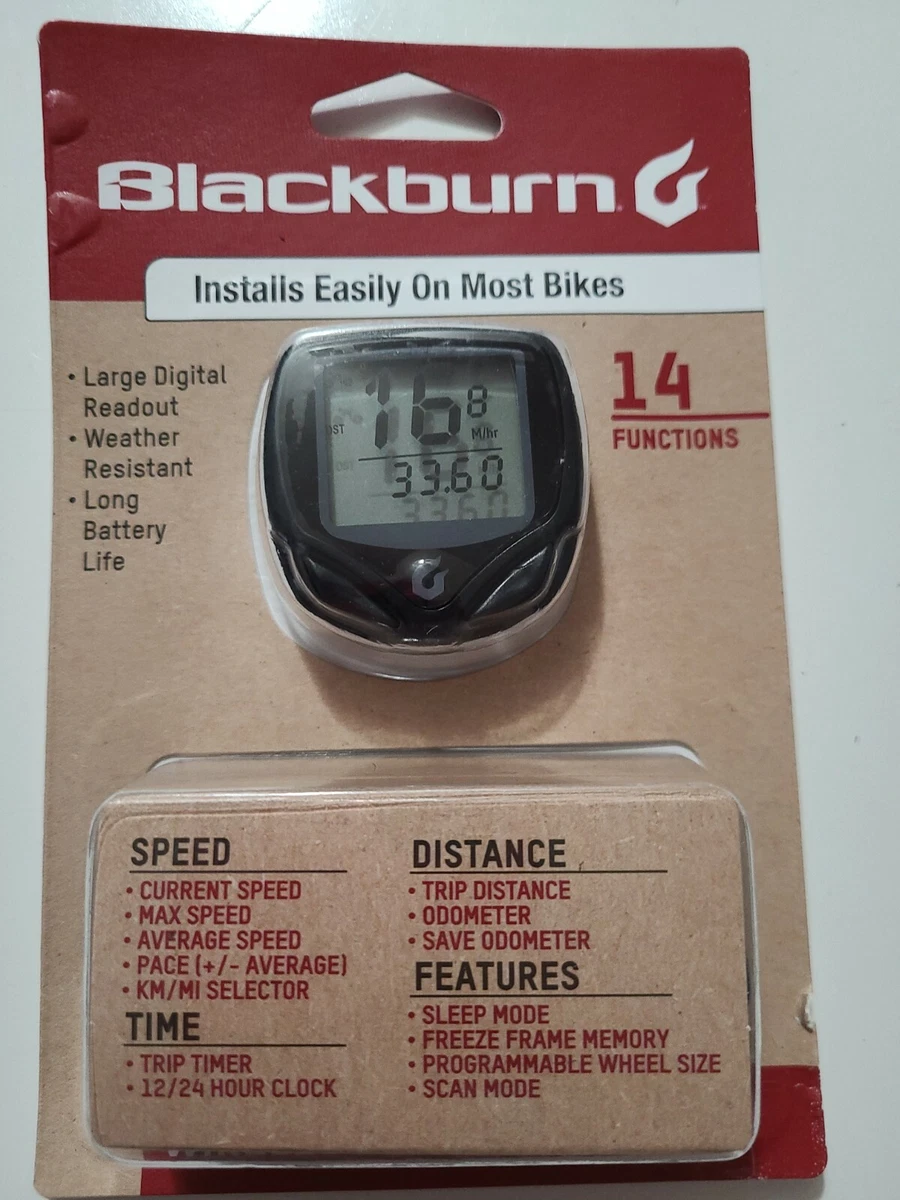 Blackburn
Installs Easily On Most Bikes
• Large Digital
Readout
• Weather
Resistant
• Long
Battery
Life
14
FUNCTIONS
16 8
DST
M/hr
33.60
SPEED
• CURRENT SPEED
• MAX SPEED
• AVERAGE SPEED
• PACE (+/- AVERAGE)
• KM/MI SELECTOR
TIME
• TRIP TIMER
• 12/24 HOUR CLOCK
DISTANCE
• TRIP DISTANCE
• ODOMETER
• SAVE ODOMETER
FEATURES
• SLEEP MODE
• FREEZE FRAME MEMORY
• PROGRAMMABLE WHEEL SIZE
• SCAN MODE